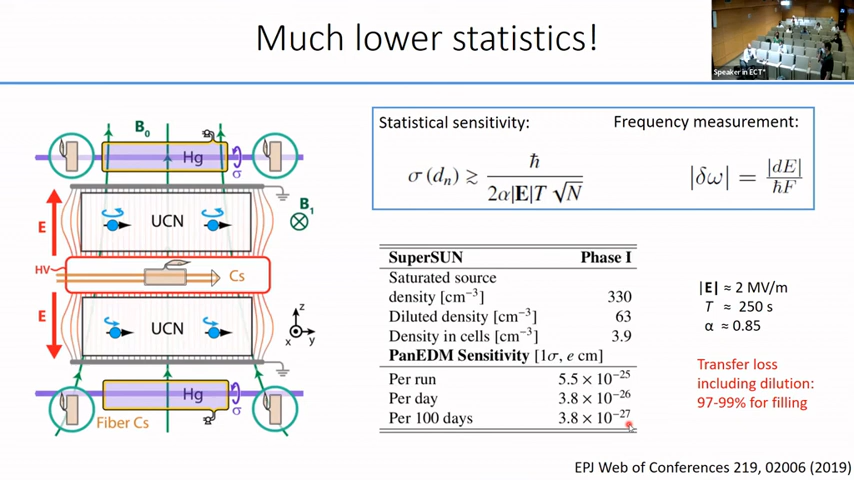 Much lower statistics!
Speaker in ECT*
B₀
Hg
σ
E
UCN
B₁
HV
Cs
E
UCN
z
x y
Hg
σ
Fiber Cs
Statistical sensitivity:
σ(dₙ) ≳ ħ / 2α|E|T √N
Frequency measurement:
|δω| = |dE| / ħF
SuperSUN Phase I
Saturated source
density [cm⁻³] 330
Diluted density [cm⁻³] 63
Density in cells [cm⁻³] 3.9
PanEDM Sensitivity [1σ, e cm]
Per run 5.5 × 10⁻²⁵
Per day 3.8 × 10⁻²⁶
Per 100 days 3.8 × 10⁻²⁷
|E| ≈ 2 MV/m
T ≈ 250 s
α ≈ 0.85
Transfer loss
including dilution:
97-99% for filling
EPJ Web of Conferences 219, 02006 (2019)